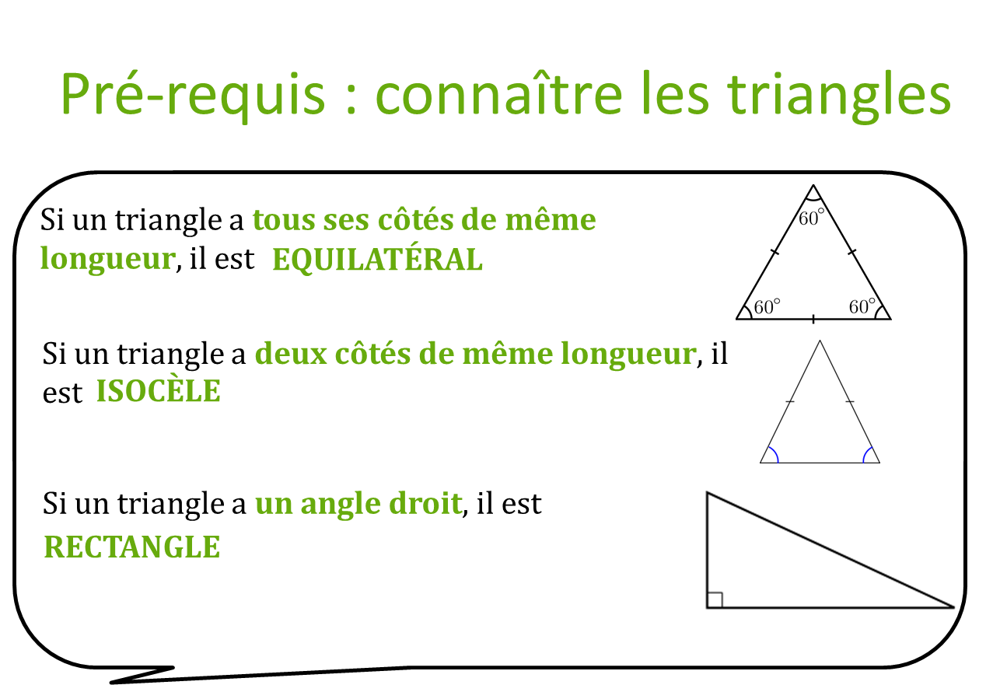 Pré-requis : connaître les triangles
Si un triangle a tous ses côtés de même
longueur, il est EQUILATÉRAL
60°
60°
60°
Si un triangle a deux côtés de même longueur, il
est ISOCÈLE
Si un triangle a un angle droit, il est
RECTANGLE